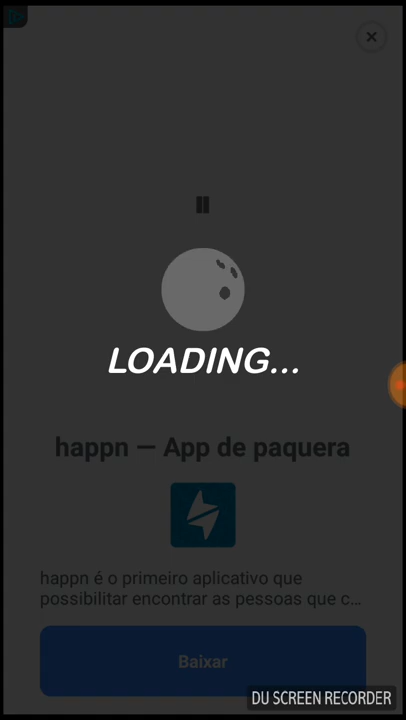 LOADING...
happn — App de paquera
happn é o primeiro aplicativo que
possibilitar encontrar as pessoas que c...
Baixar
DU SCREEN RECORDER